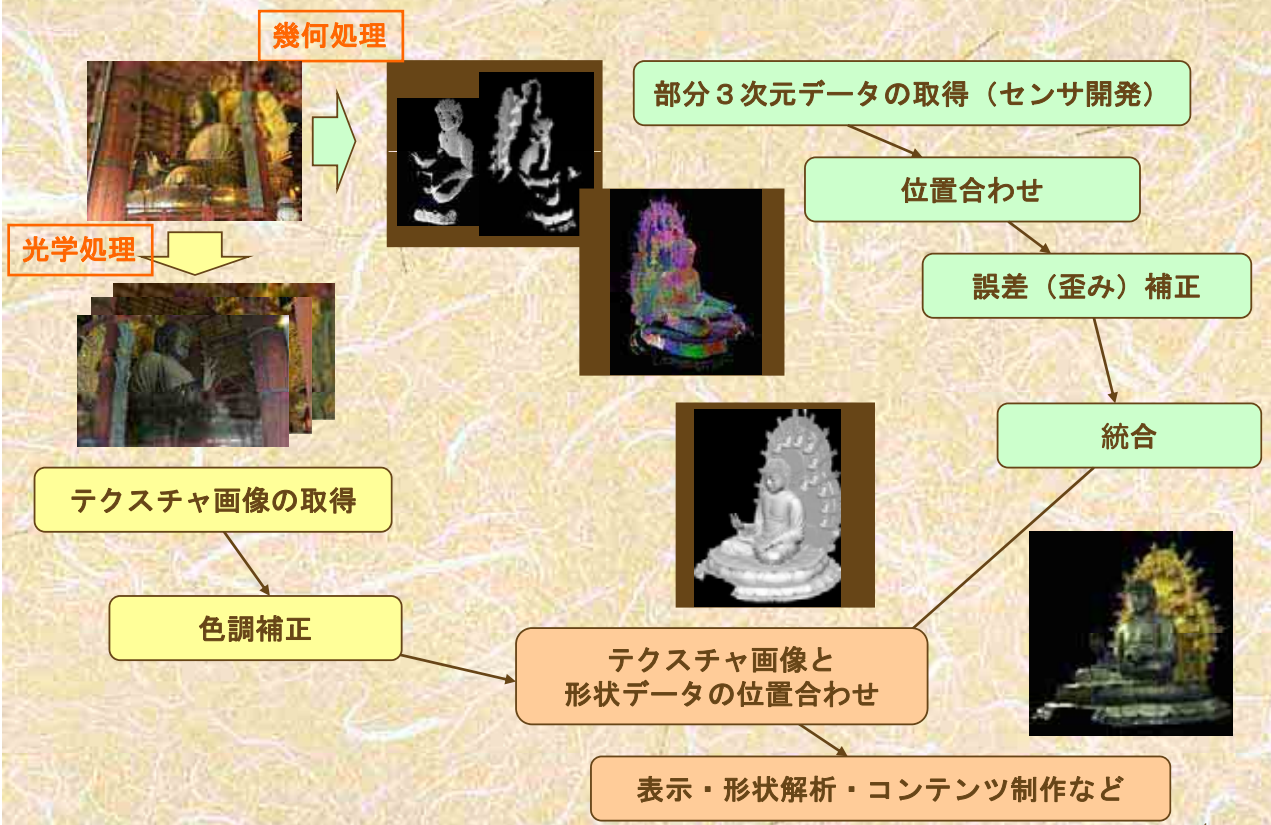 幾何処理
部分３次元データの取得（センサ開発）
位置合わせ
光学処理
誤差（歪み）補正
統合
テクスチャ画像の取得
色調補正
テクスチャ画像と
形状データの位置合わせ
表示・形状解析・コンテンツ制作など